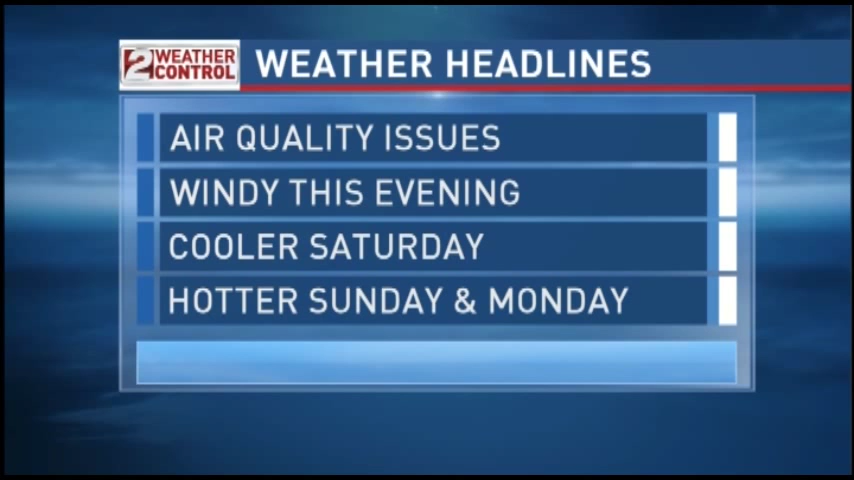 2 WEATHER CONTROL
WEATHER HEADLINES
AIR QUALITY ISSUES
WINDY THIS EVENING
COOLER SATURDAY
HOTTER SUNDAY & MONDAY